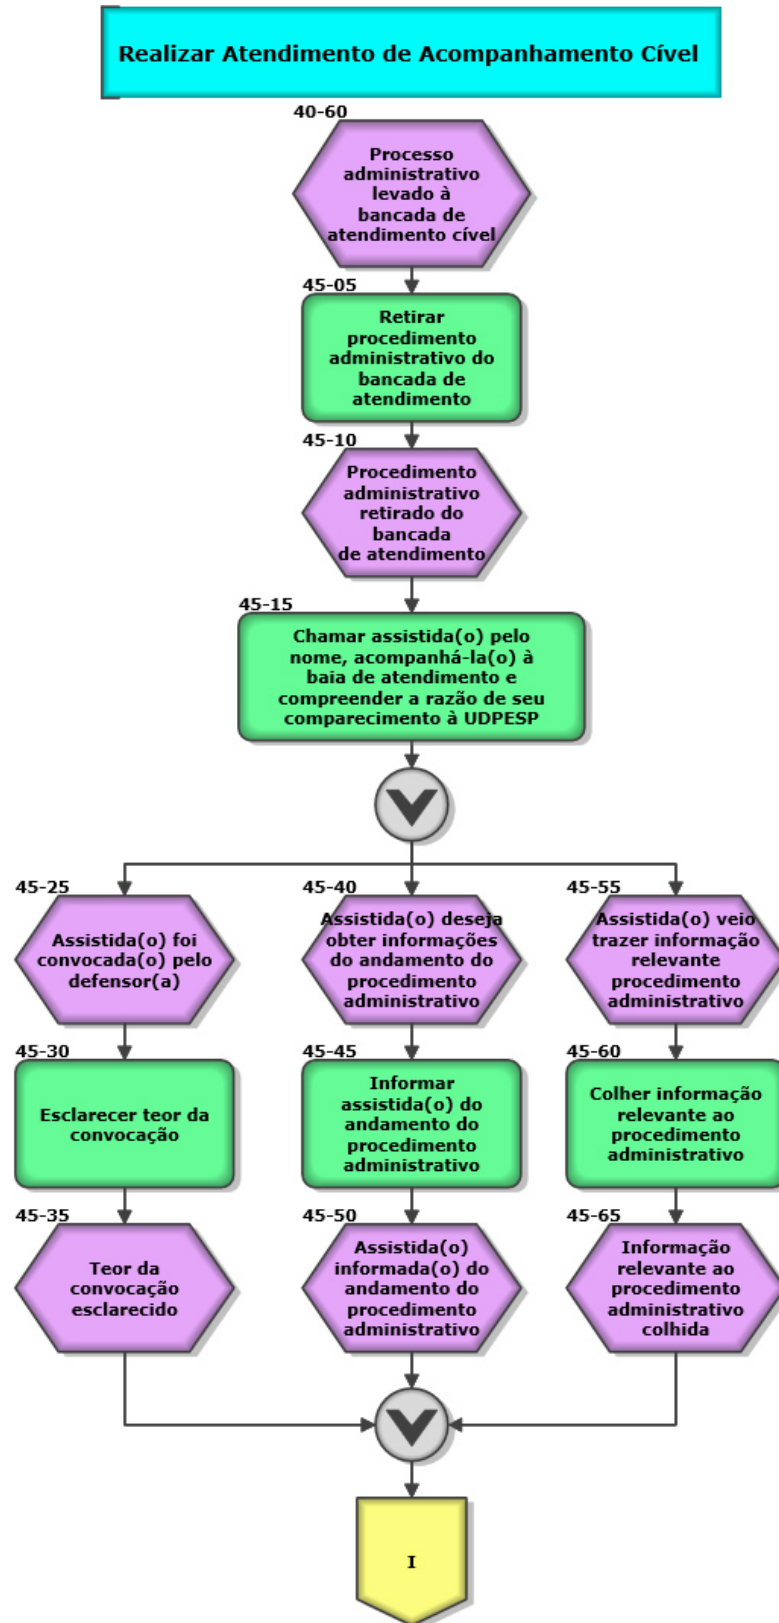 Realizar Atendimento de Acompanhamento Cível
40-60
Processo
administrativo
levado à
bancada de
atendimento cível
45-05
Retirar
procedimento
administrativo do
bancada de
atendimento
45-10
Procedimento
administrativo
retirado do
bancada
de atendimento
45-15
Chamar assistida(o) pelo
nome, acompanhá-la(o) à
baia de atendimento e
compreender a razão de seu
comparecimento à UDPESP
45-25
Assistida(o) foi
convocada(o) pelo
defensor(a)
45-30
Esclarecer teor da
convocação
45-35
Teor da
convocação
esclarecido
45-40
Assistida(o) deseja
obter informações
do andamento do
procedimento
administrativo
45-45
Informar
assistida(o) do
andamento do
procedimento
administrativo
45-50
Assistida(o)
informada(o) do
andamento do
procedimento
administrativo
45-55
Assistida(o) veio
trazer informação
relevante
procedimento
administrativo
45-60
Colher informação
relevante ao
procedimento
administrativo
45-65
Informação
relevante ao
procedimento
administrativo
colhida
I